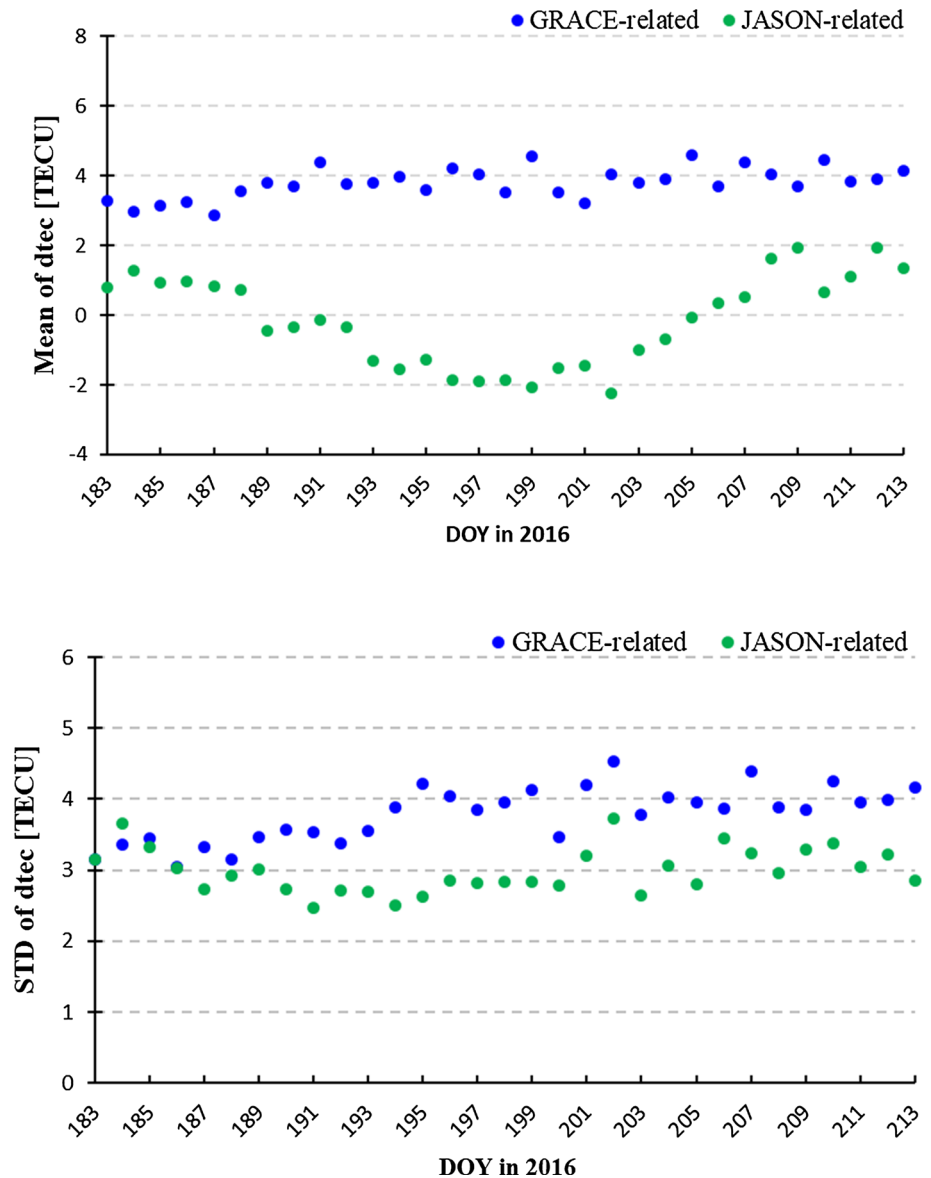 GRACE-related JASON-related
8
6
4
2
0
-2
-4
Mean of dtec [TECU]
183 185 187 189 191 193 195 197 199 201 203 205 207 209 211 213
DOY in 2016
GRACE-related JASON-related
6
5
4
3
2
1
0
STD of dtec [TECU]
183 185 187 189 191 193 195 197 199 201 203 205 207 209 211 213
DOY in 2016